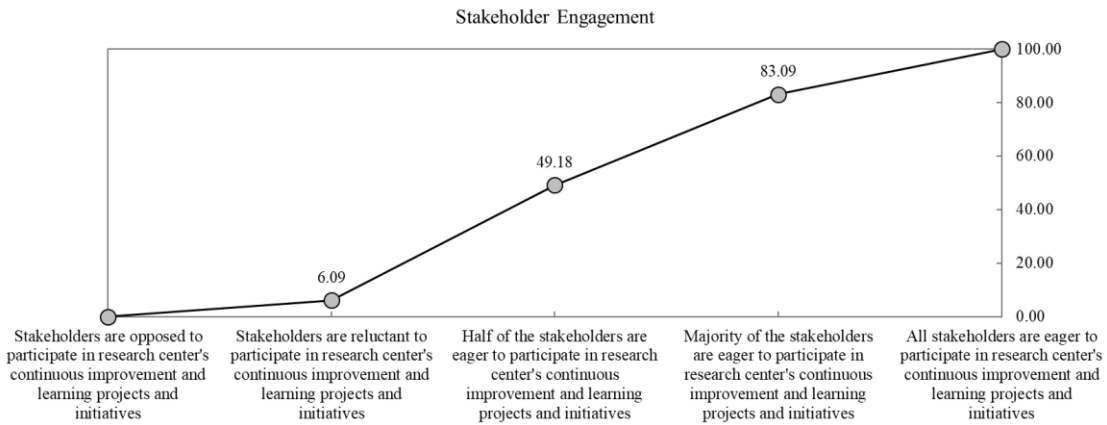 Stakeholder Engagement
100.00
83.09
80.00
60.00
49.18
40.00
20.00
6.09
0.00
Stakeholders are opposed to
participate in research center's
continuous improvement and
learning projects and
initiatives
Stakeholders are reluctant to
participate in research center's
continuous improvement and
learning projects and
initiatives
Half of the stakeholders are
eager to participate in research
center's continuous
improvement and learning
projects and initiatives
Majority of the stakeholders
are eager to participate in
research center's continuous
improvement and learning
projects and initiatives
All stakeholders are eager to
participate in research center's
continuous improvement and
learning projects and
initiatives